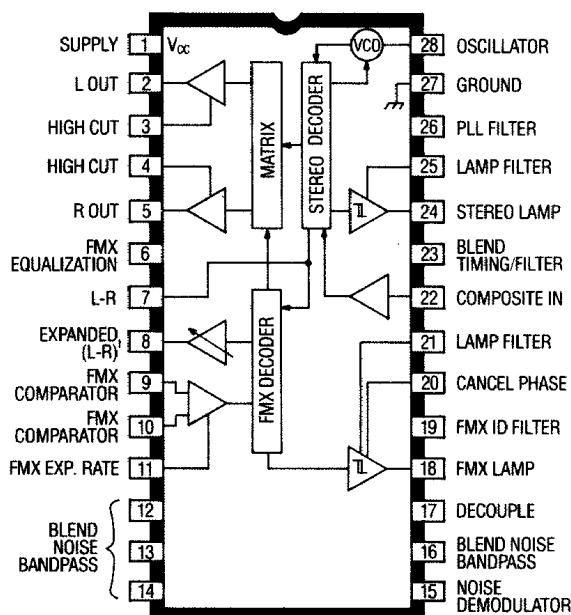 SUPPLY 1 VCC
L OUT 2
HIGH CUT 3
HIGH CUT 4
R OUT 5
FMX
EQUALIZATION 6
L-R 7
EXPANDED
(L-R) 8
FMX
COMPARATOR 9
FMX
COMPARATOR 10
FMX EXP. RATE 11
BLEND
NOISE
BANDPASS
12
13
14
MATRIX
STEREO DECODER
FMX DECODER
VCO
28 OSCILLATOR
27 GROUND
26 PLL FILTER
25 LAMP FILTER
24 STEREO LAMP
23 BLEND
TIMING/FILTER
22 COMPOSITE IN
21 LAMP FILTER
20 CANCEL PHASE
19 FMX ID FILTER
18 FMX LAMP
17 DECOUPLE
16 BLEND NOISE
BANDPASS
15 NOISE
DEMODULATOR